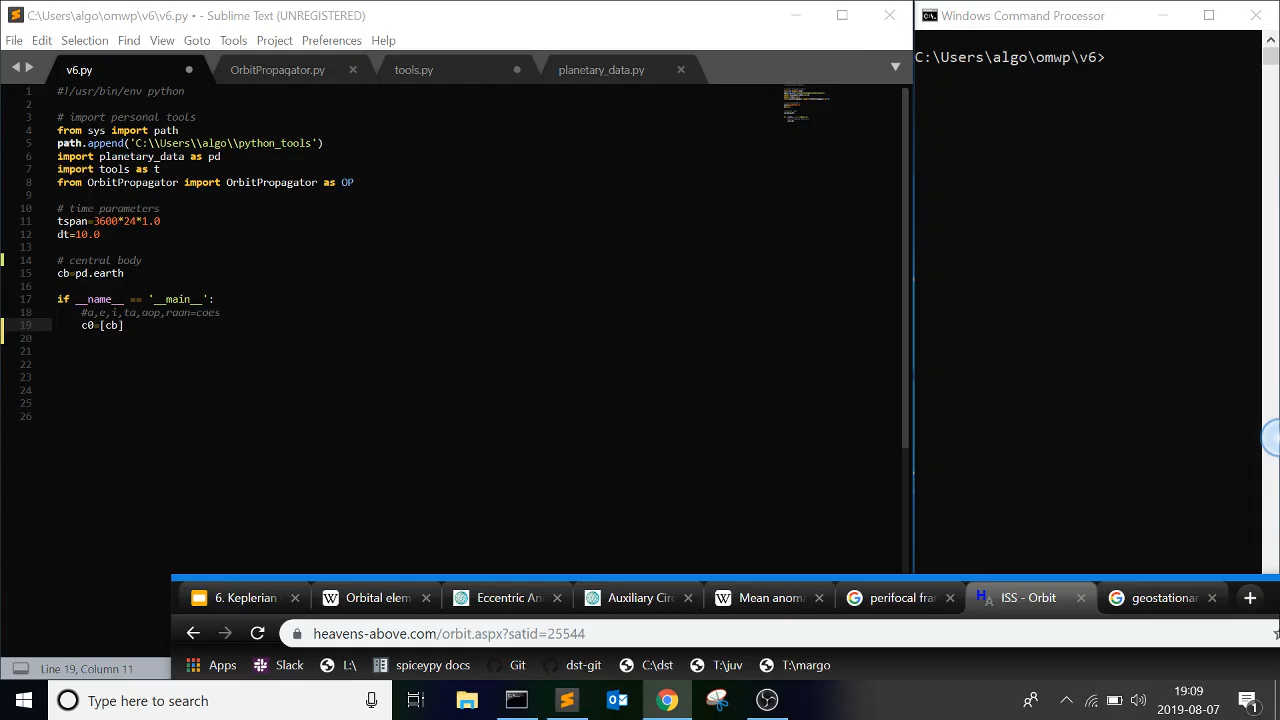 C:\Users\algo\omwp\v6\v6.py • - Sublime Text (UNREGISTERED)
File Edit Selection Find View Goto Tools Project Preferences Help
v6.py OrbitPropagator.py tools.py planetary_data.py
1 #!/usr/bin/env python
2
3 # import personal tools
4 from sys import path
5 path.append('C:\\Users\\algo\\python_tools')
6 import planetary_data as pd
7 import tools as t
8 from OrbitPropagator import OrbitPropagator as OP
9
10 # time parameters
11 tspan=3600*24*1.0
12 dt=10.0
13
14 # central body
15 cb=pd.earth
16
17 if __name__ == '__main__':
18 #a,e,i,ta,aop,raan=coes
19 c0=[cb]
20
21
22
23
24
25
26
Line 19, Column 11
Windows Command Processor
C:\Users\algo\omwp\v6>
6. Keplerian Orbital elem Eccentric An Auxiliary Cir Mean anoma perifocal fra ISS - Orbit geostationar
heavens-above.com/orbit.aspx?satid=25544
Apps Slack L:\ spiceypy docs Git dst-git C:\dst T:\juv T:\margo
Type here to search
19:09
2019-08-07
1